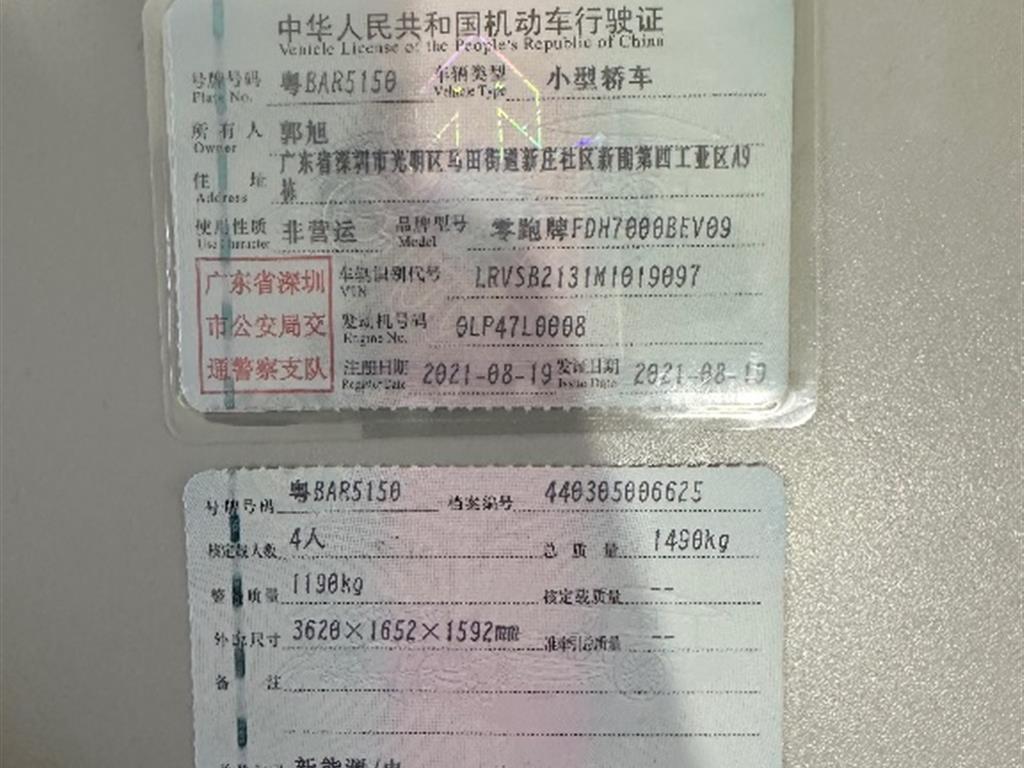 中华人民共和国机动车行驶证
Vehicle License of the People's Republic of China
号牌号码 粤BAR5150 车辆类型 小型轿车
Plate No. Vehicle Type
所有人 郭旭
Owner
广东省深圳市光明区马田街道新庄社区新围第四工业区A9
住址 栋
Address
使用性质 非营运 品牌型号 零跑牌FDH7000BEV09
Use Character Model
广东省深圳 车辆识别代号 LRVSB2131M1019097
VIN
市公安局交 发动机号码 0LP47L0008
Engine No.
通警察支队 注册日期 2021-08-19 发证日期 2021-08-19
Register Date Issue Date
号牌号码 粤BAR5150 档案编号 440305006625
核定载人数 4人 总质量 1490kg
整备质量 1190kg 核定载质量 --
外廓尺寸 3620×1652×1592mm 准牵引总质量 --
备注